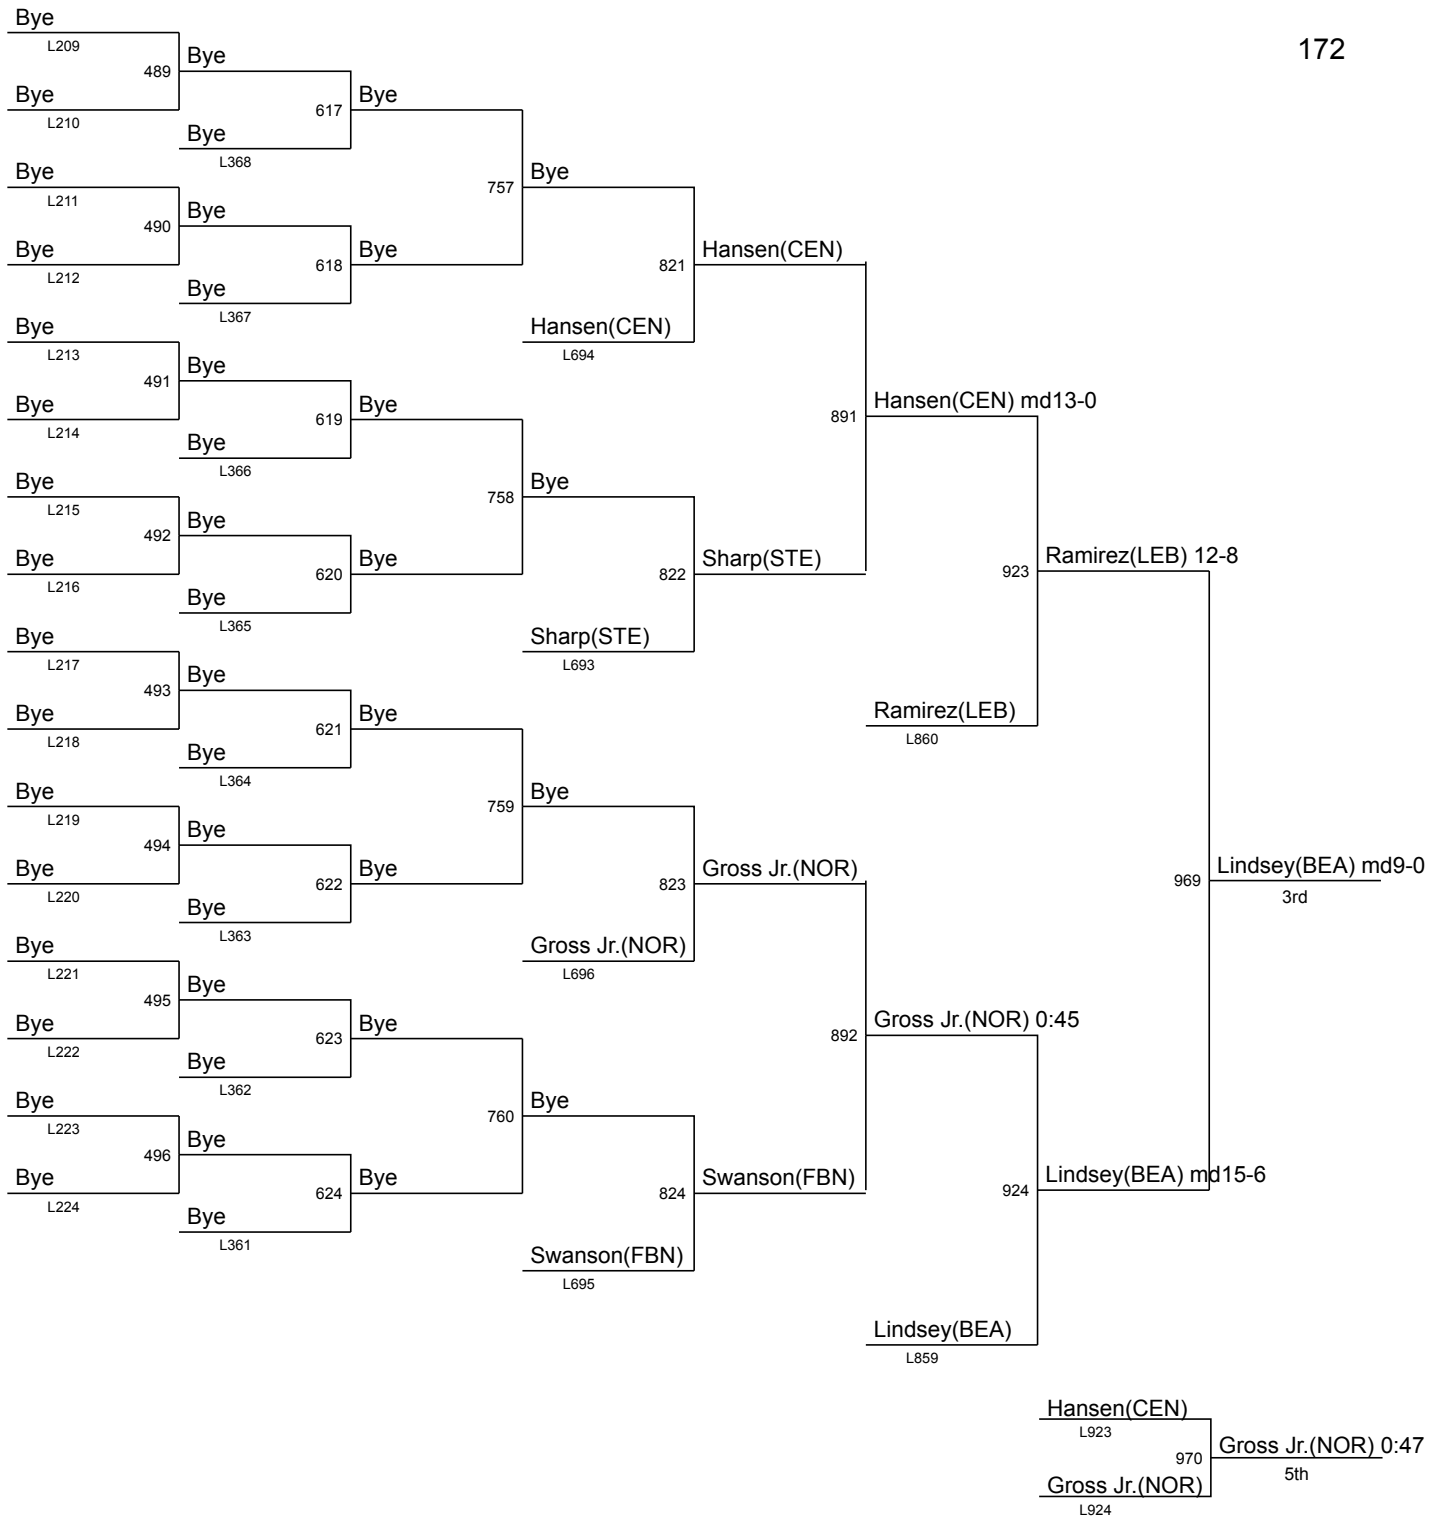 172
Bye
L209
489
Bye
L210
Bye
617
Bye
L368
Bye
L211
490
Bye
L212
Bye
618
Bye
L367
Bye
Bye
757
Bye
L213
491
Bye
L214
Bye
619
Bye
L366
Bye
L215
492
Bye
L216
Bye
620
Bye
L365
Bye
Bye
758
Bye
L217
493
Bye
L218
Bye
621
Bye
L364
Bye
L219
494
Bye
L220
Bye
622
Bye
L363
Bye
Bye
759
Bye
L221
495
Bye
L222
Bye
623
Bye
L362
Bye
L223
496
Bye
L224
Bye
624
Bye
L361
Bye
Bye
760
Bye
821
Hansen(CEN)
L694
Bye
822
Sharp(STE)
L693
Bye
823
Gross Jr.(NOR)
L696
Bye
824
Swanson(FBN)
L695
Hansen(CEN)
891
Sharp(STE)
Gross Jr.(NOR)
892
Swanson(FBN)
Hansen(CEN) md13-0
923
Ramirez(LEB)
L860
Gross Jr.(NOR) 0:45
924
Lindsey(BEA)
L859
Ramirez(LEB) 12-8
969
Lindsey(BEA) md15-6
Lindsey(BEA) md9-0
3rd
Hansen(CEN)
L923
970
Gross Jr.(NOR)
L924
Gross Jr.(NOR) 0:47
5th